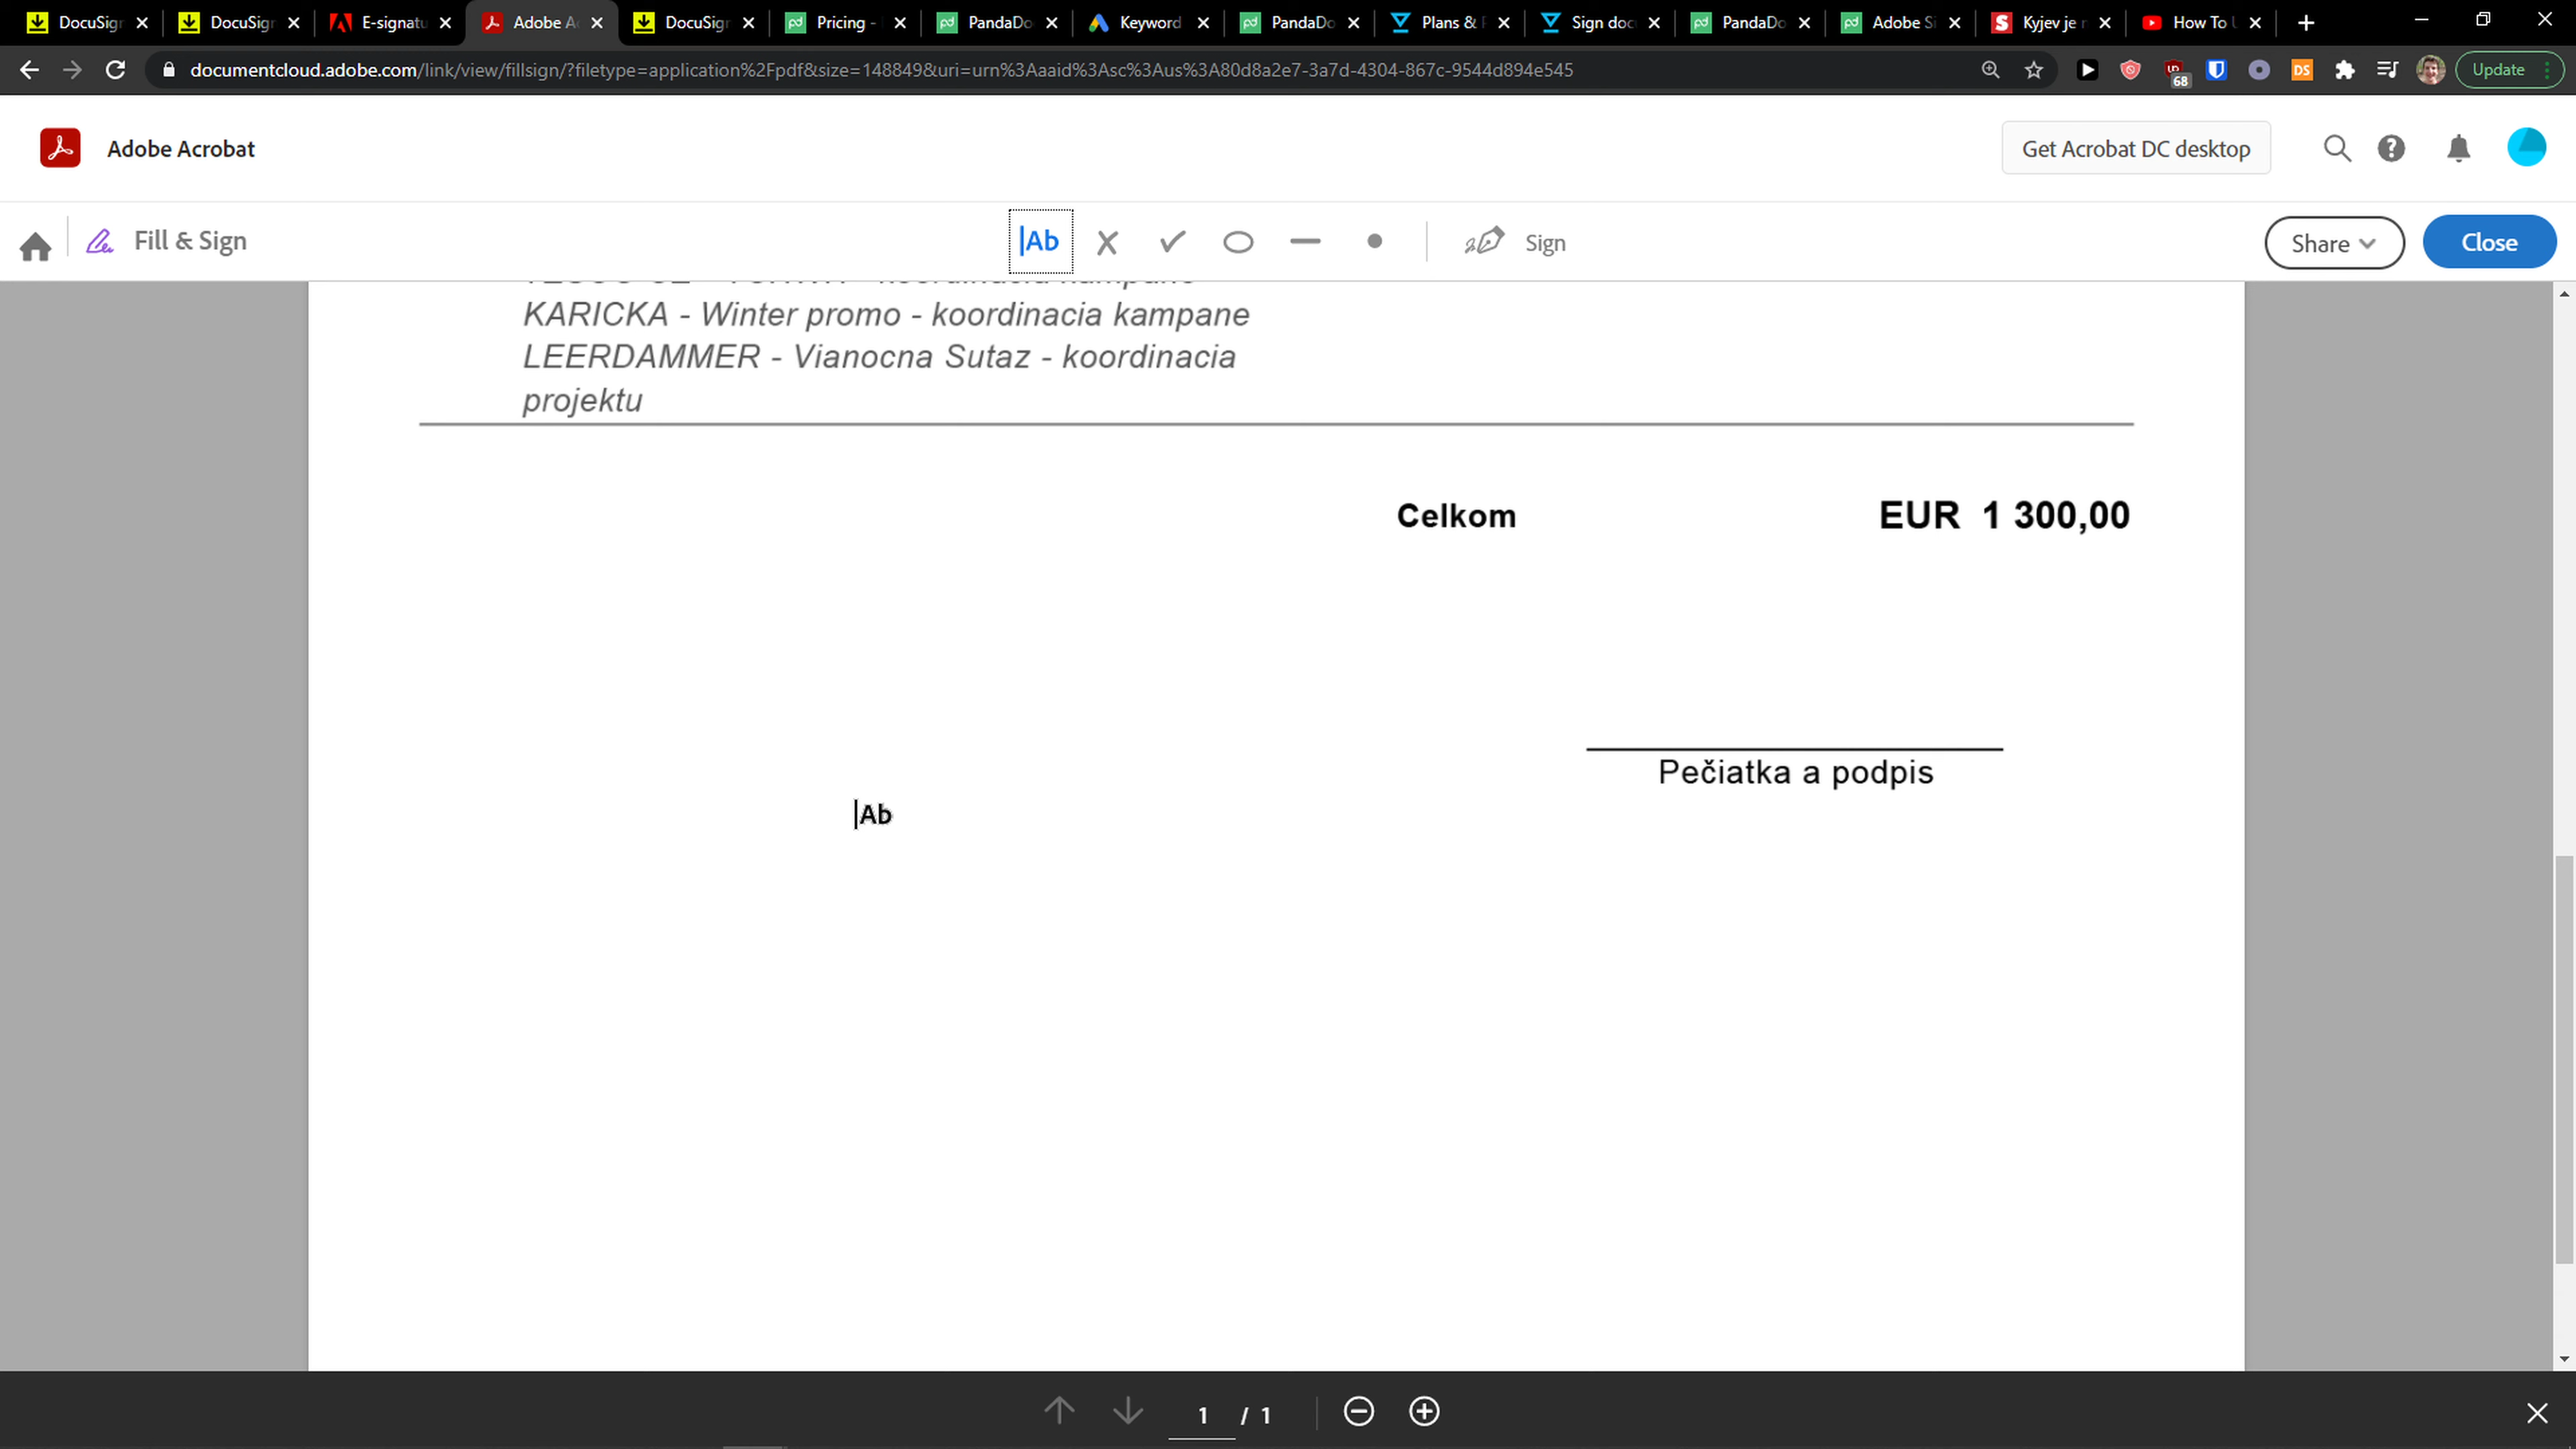 DocuSign
DocuSign
E-signatu
Adobe A
DocuSign
Pricing -
PandaDo
Keyword
PandaDo
Plans &
Sign doc
PandaDo
Adobe Si
Kyjev je
How To
documentcloud.adobe.com/link/view/fillsign/?filetype=application%2Fpdf&size=148849&uri=urn%3Aaaid%3Asc%3Aus%3A80d8a2e7-3a7d-4304-867c-9544d894e545
68
DS
Update
Adobe Acrobat
Get Acrobat DC desktop
Fill & Sign
Ab
Sign
Share
Close
KARICKA - Winter promo - koordinacia kampane
LEERDAMMER - Vianocna Sutaz - koordinacia
projektu
Celkom
EUR 1 300,00
Pečiatka a podpis
Ab
1 / 1